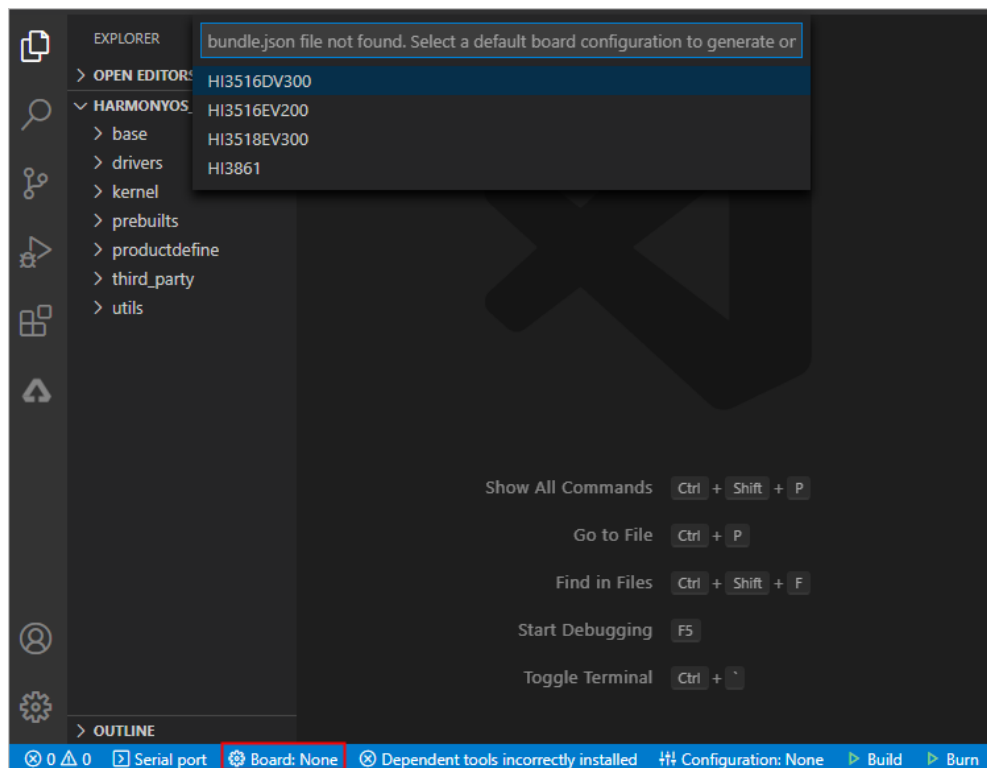 EXPLORER
bundle.json file not found. Select a default board configuration to generate or
OPEN EDITORS
HI3516DV300
HARMONYOS_
HI3516EV200
base
HI3518EV300
drivers
HI3861
kernel
prebuilts
productdefine
third_party
utils
Show All Commands Ctrl + Shift + P
Go to File Ctrl + P
Find in Files Ctrl + Shift + F
Start Debugging F5
Toggle Terminal Ctrl + `
OUTLINE
0 0 Serial port Board: None Dependent tools incorrectly installed Configuration: None Build Burn